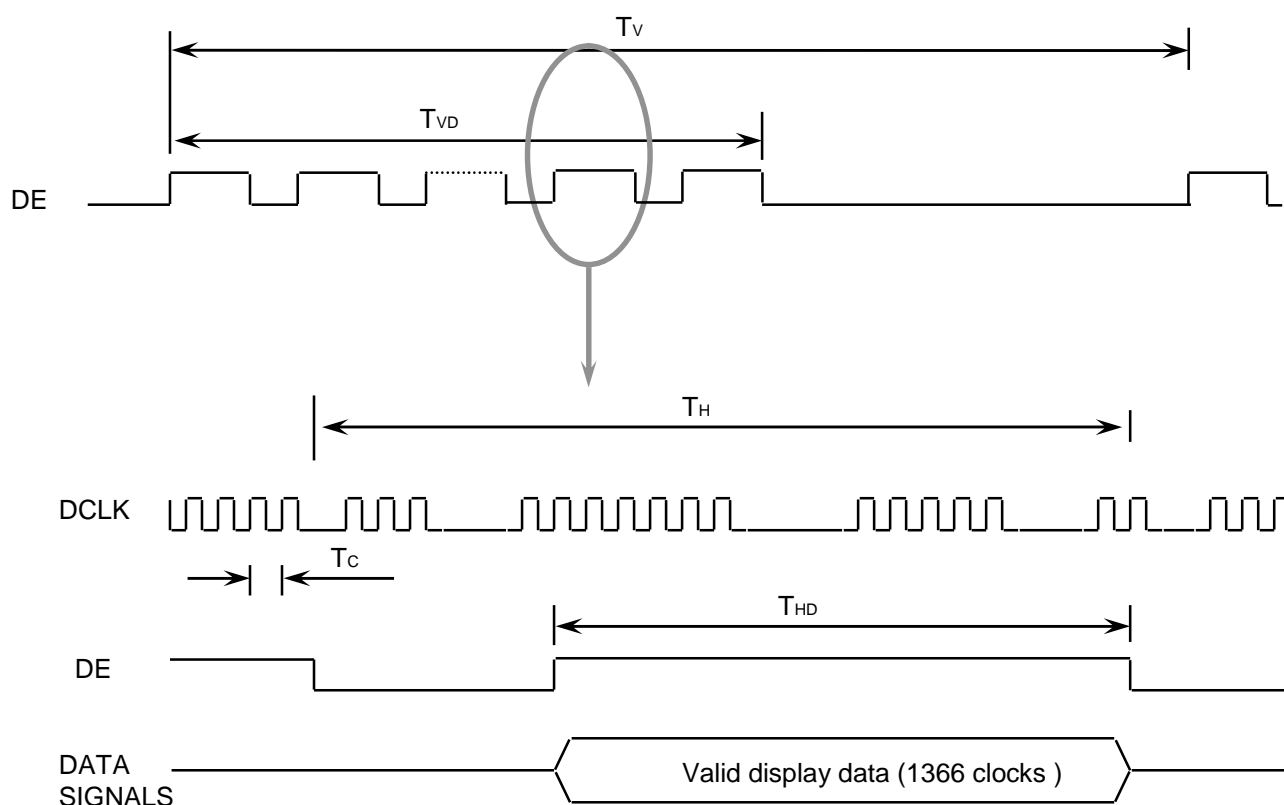 TV
TVD
DE
TH
DCLK
TC
THD
DE
DATA
SIGNALS
Valid display data (1366 clocks )